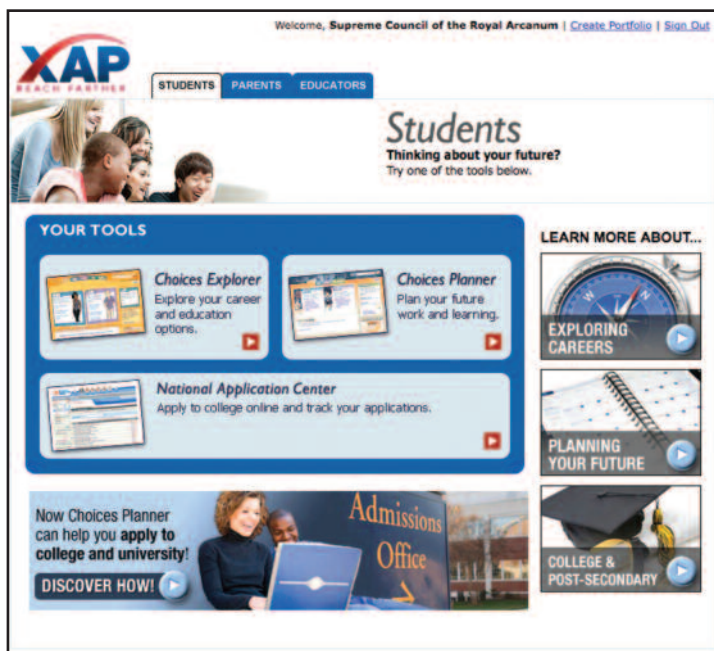 Welcome, Supreme Council of the Royal Arcanum | Create Portfolio | Sign Out
XAP
REACH FARTHER
STUDENTS
PARENTS
EDUCATORS
Students
Thinking about your future?
Try one of the tools below.
YOUR TOOLS
Choices Explorer
Explore your career
and education
options.
Choices Planner
Plan your future
work and learning.
National Application Center
Apply to college online and track your applications.
Now Choices Planner
can help you apply to
college and university!
DISCOVER HOW!
Admissions
Office
LEARN MORE ABOUT...
W
N
EXPLORING
CAREERS
PLANNING
YOUR FUTURE
COLLEGE &
POST-SECONDARY